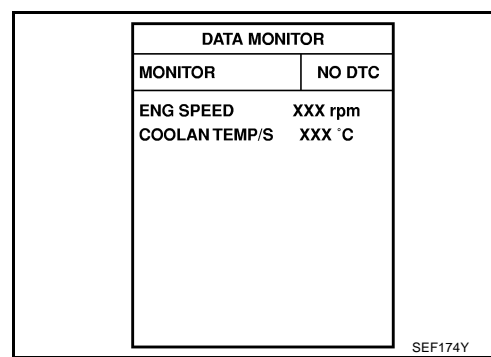 DATA MONITOR
MONITOR NO DTC
ENG SPEED XXX rpm
COOLAN TEMP/S XXX °C
SEF174Y